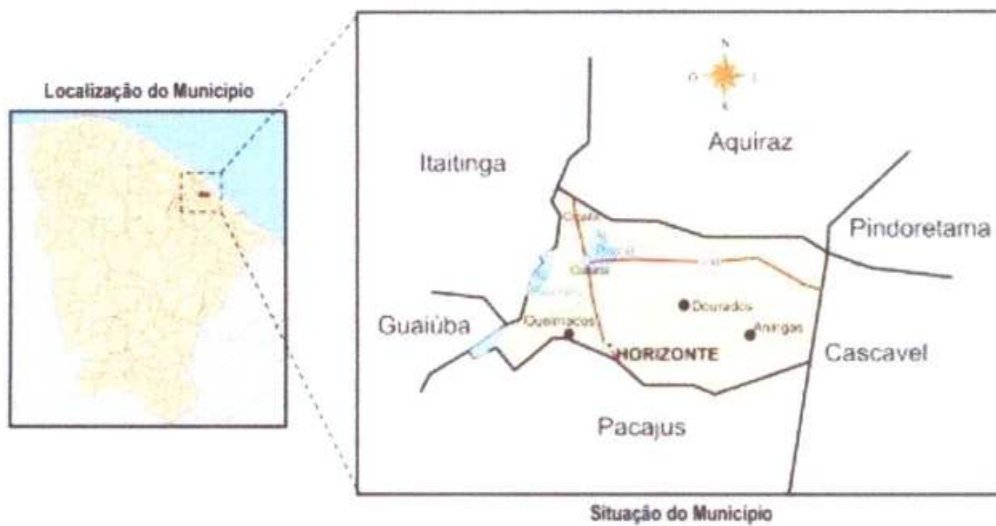 Localização do Município
N
O
L
Itaitinga
Aquiraz
Pindoretama
Guaiúba
Queimadas
Dourados
Aningas
HORIZONTE
Cascavel
Pacajus
Situação do Município